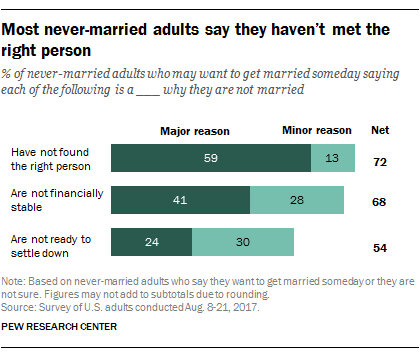 Most never-married adults say they haven't met the
right person
% of never-married adults who may want to get married someday saying
each of the following is a ___ why they are not married
Major reason Minor reason Net
Have not found
the right person
59 13 72
Are not financially
stable
41 28 68
Are not ready to
settle down
24 30 54
Note: Based on never-married adults who say they want to get married someday or they are
not sure. Figures may not add to subtotals due to rounding.
Source: Survey of U.S. adults conducted Aug. 8-21, 2017.
PEW RESEARCH CENTER